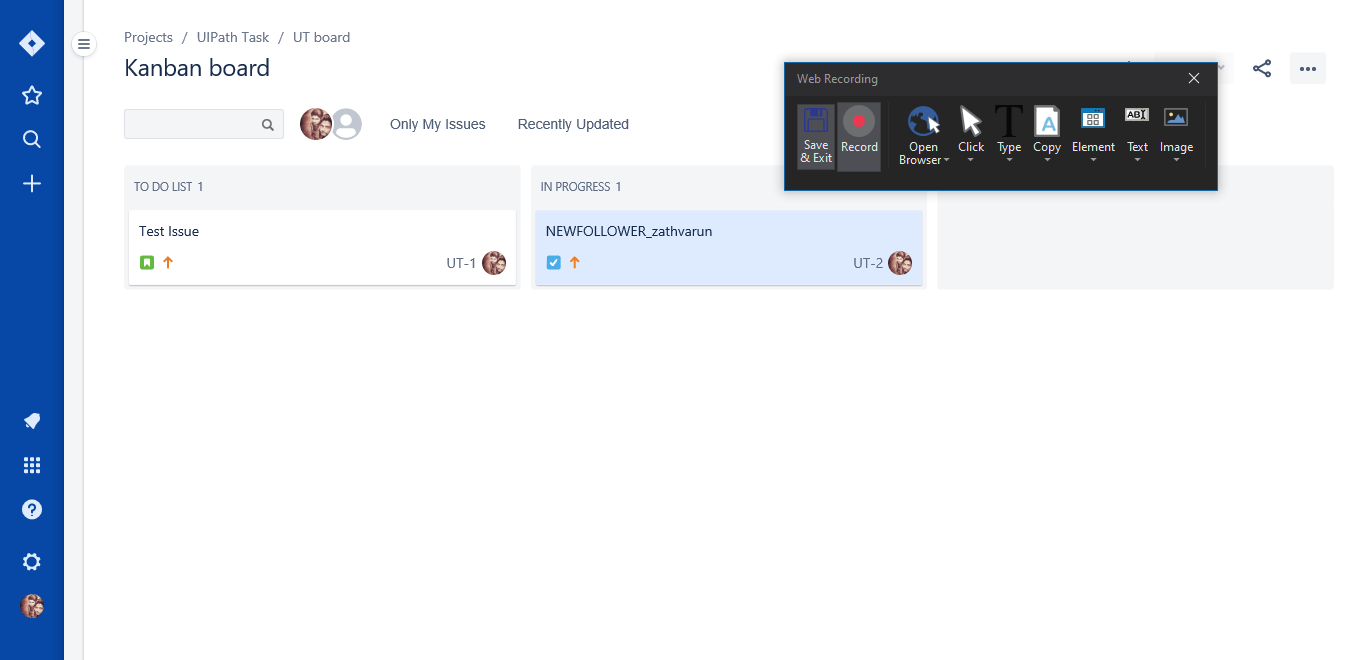 Projects / UIPath Task / UT board
Kanban board
Only My Issues
Recently Updated
Web Recording
Save & Exit
Record
Open Browser
Click
Type
Copy
Element
Text
Image
A
ABI
TO DO LIST 1
Test Issue
UT-1
IN PROGRESS 1
NEWFOLLOWER_zathvarun
UT-2